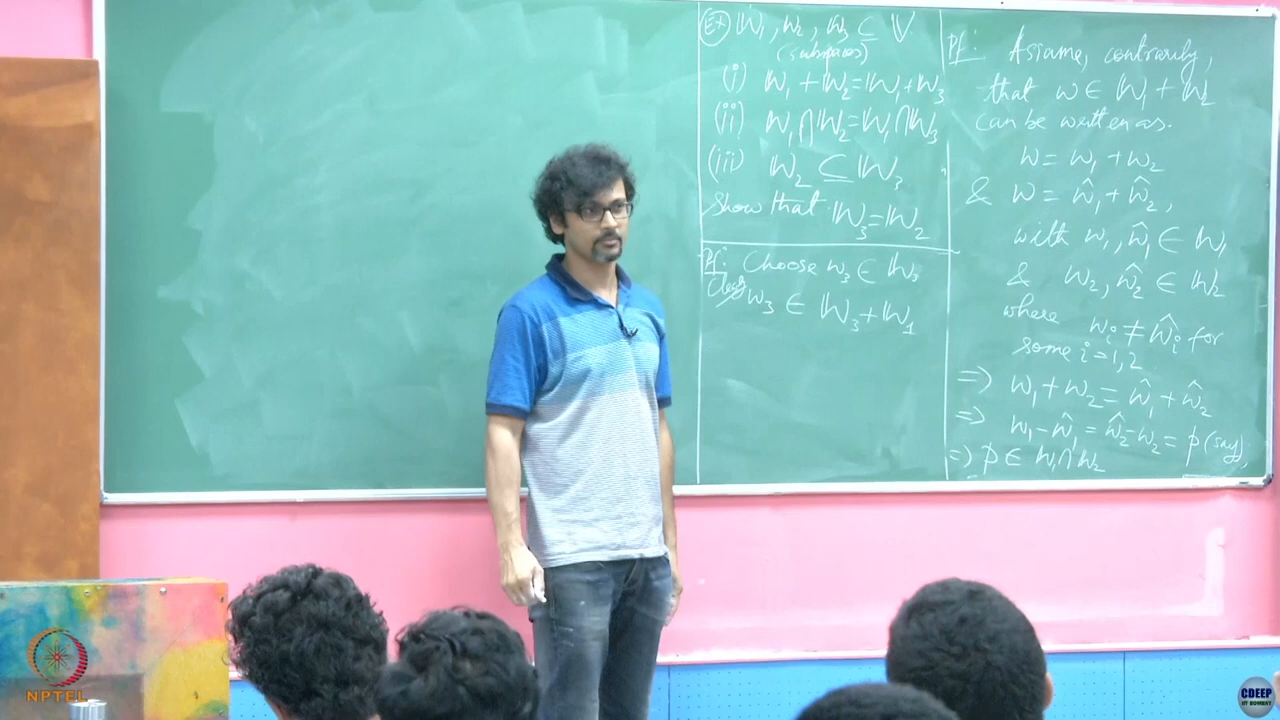 Ex) W₁, W₂, W₃ ⊆ V.
(subspaces)
(i) W₁ + W₂ = W₁ + W₃
(ii) W₁ ∩ W₂ = W₁ ∩ W₃
(iii) W₂ ⊆ W₃
Show that W₃ = W₂
Pf: Choose w₃ ∈ W₃
Clearly w₃ ∈ W₃ + W₁
Pf: Assume, contrarily,
that w ∈ W₁ + W₂
can be written as.
w = w₁ + w₂
& w = ŵ₁ + ŵ₂,
with w₁, ŵ₁ ∈ W₁
& w₂, ŵ₂ ∈ W₂
where wᵢ ≠ ŵᵢ for
some i = 1, 2
=> w₁ + w₂ = ŵ₁ + ŵ₂
=> w₁ - ŵ₁ = ŵ₂ - w₂ = p (say),
=> p ∈ W₁ ∩ W₂
NPTEL
CDEEP
IIT BOMBAY